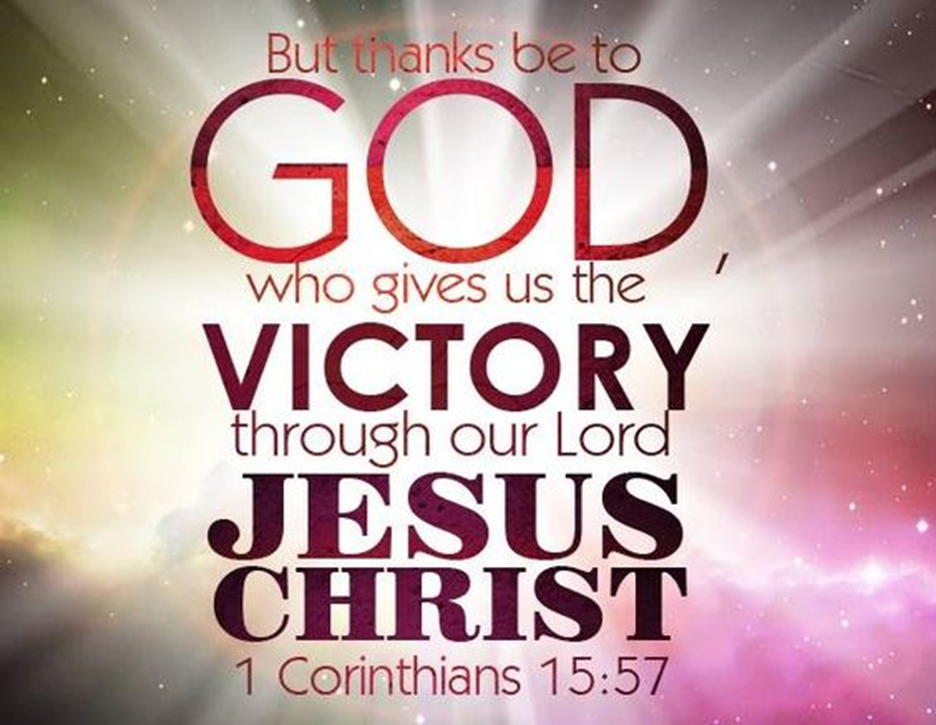 But thanks be to
GOD,
who gives us the
VICTORY
through our Lord
JESUS
CHRIST
1 Corinthians 15:57